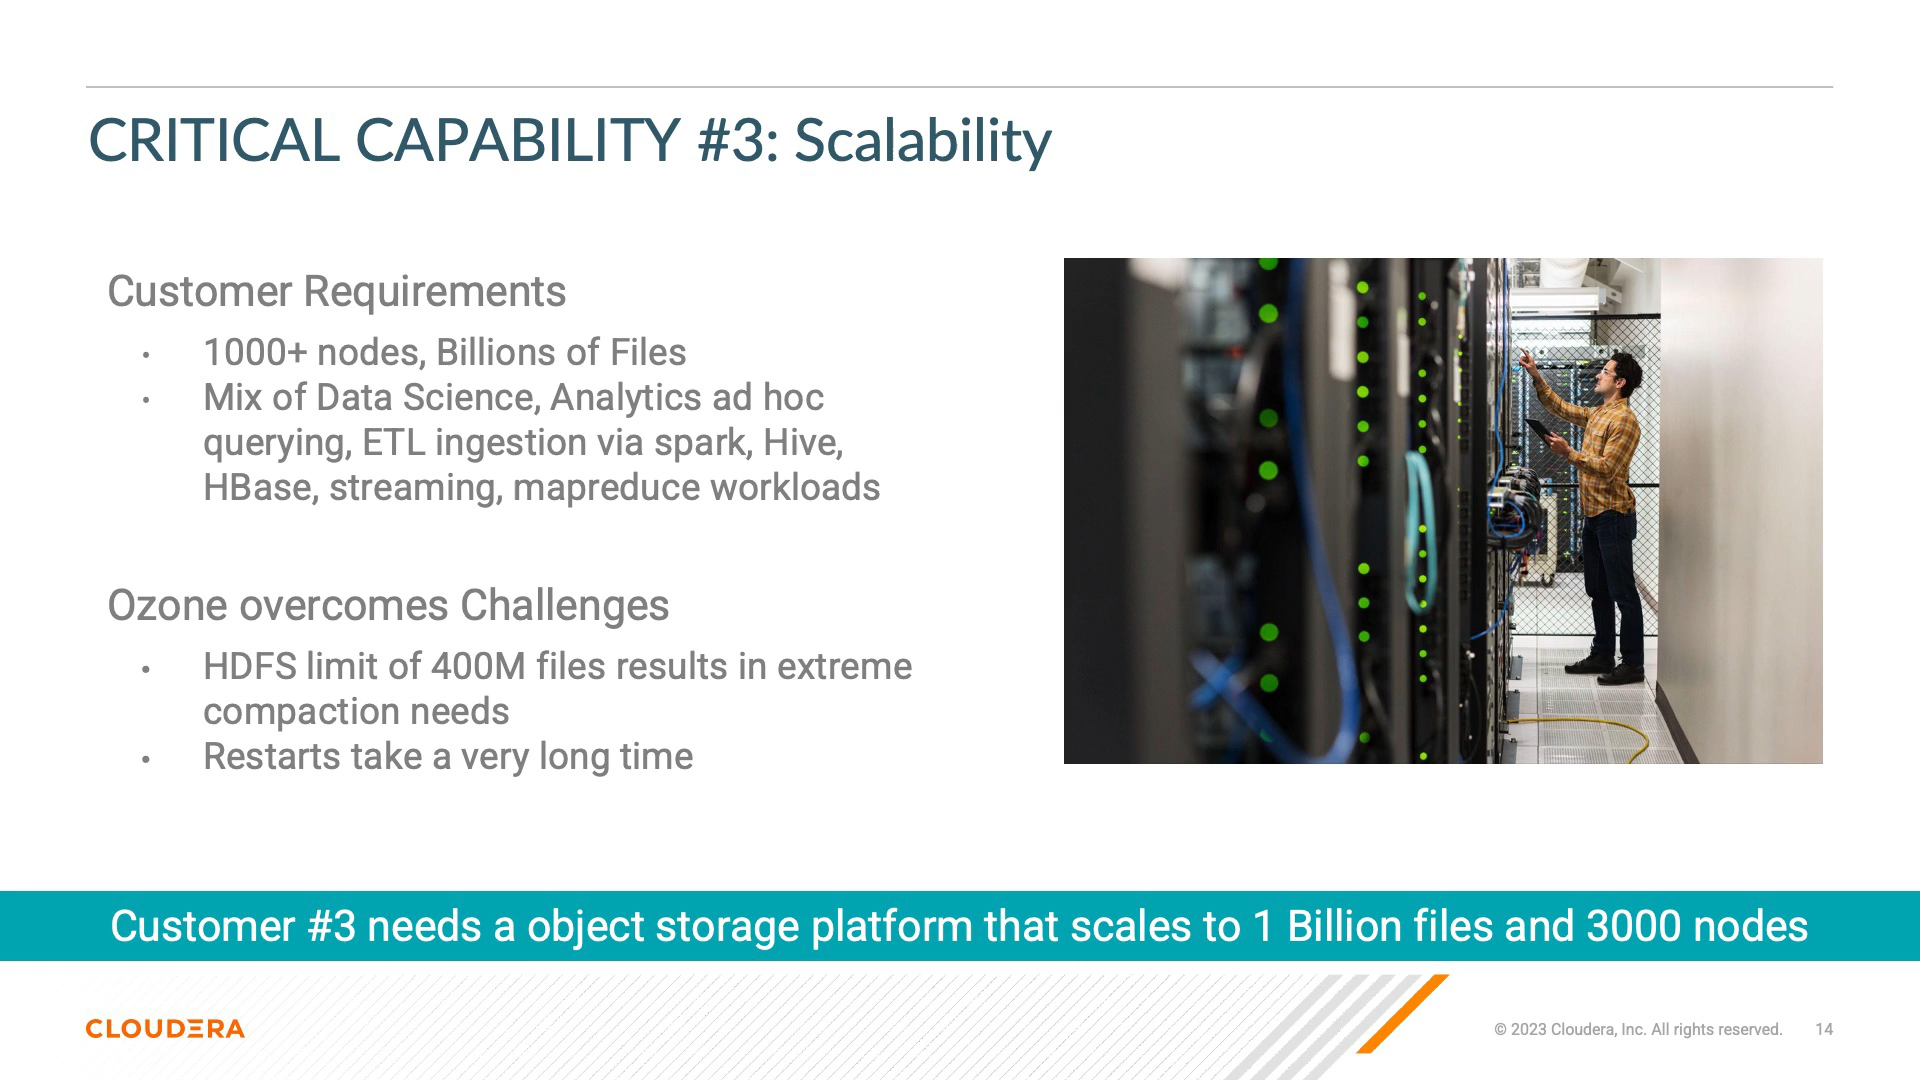 CRITICAL CAPABILITY #3: Scalability
Customer Requirements
• 1000+ nodes, Billions of Files
• Mix of Data Science, Analytics ad hoc
querying, ETL ingestion via spark, Hive,
HBase, streaming, mapreduce workloads
Ozone overcomes Challenges
• HDFS limit of 400M files results in extreme
compaction needs
• Restarts take a very long time
Customer #3 needs a object storage platform that scales to 1 Billion files and 3000 nodes
CLOUDERA
© 2023 Cloudera, Inc. All rights reserved. 14